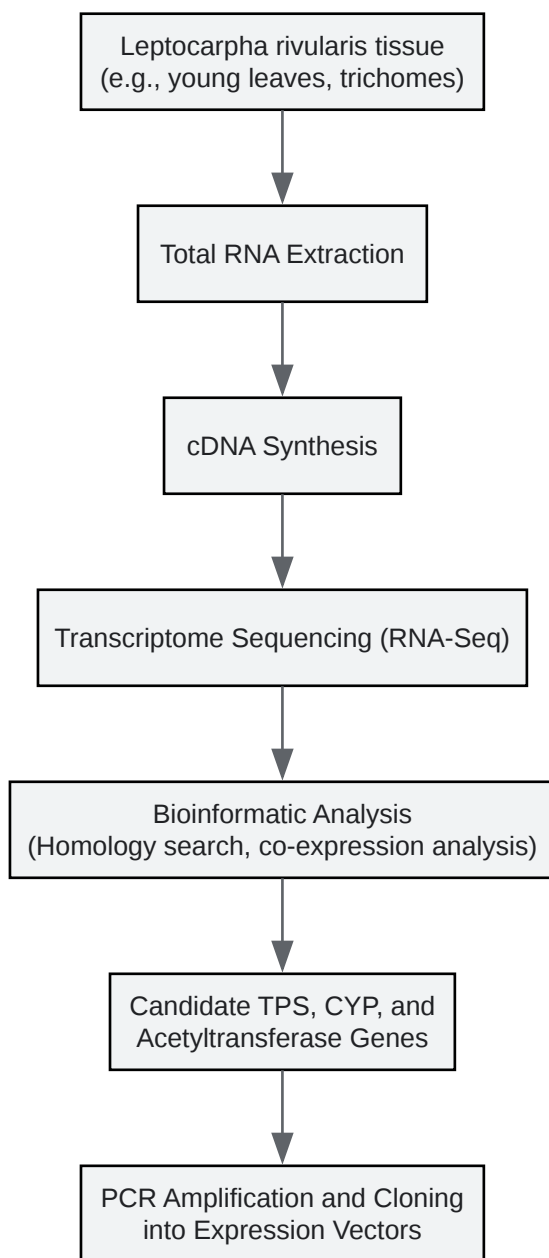 Leptocarpha rivularis tissue
(e.g., young leaves, trichomes)
Total RNA Extraction
cDNA Synthesis
Transcriptome Sequencing (RNA-Seq)
Bioinformatic Analysis
(Homology search, co-expression analysis)
Candidate TPS, CYP, and
Acetyltransferase Genes
PCR Amplification and Cloning
into Expression Vectors